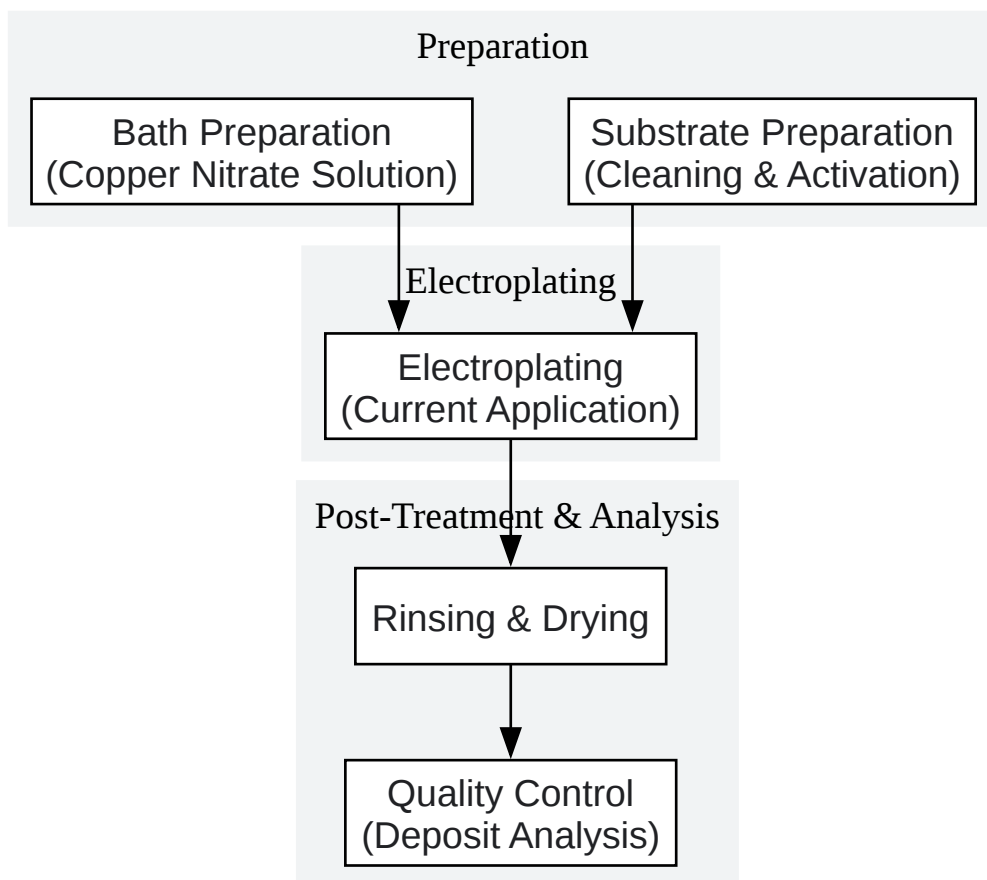 Preparation
Bath Preparation
(Copper Nitrate Solution)
Substrate Preparation
(Cleaning & Activation)
Electroplating
Electroplating
(Current Application)
Post-Treatment & Analysis
Rinsing & Drying
Quality Control
(Deposit Analysis)